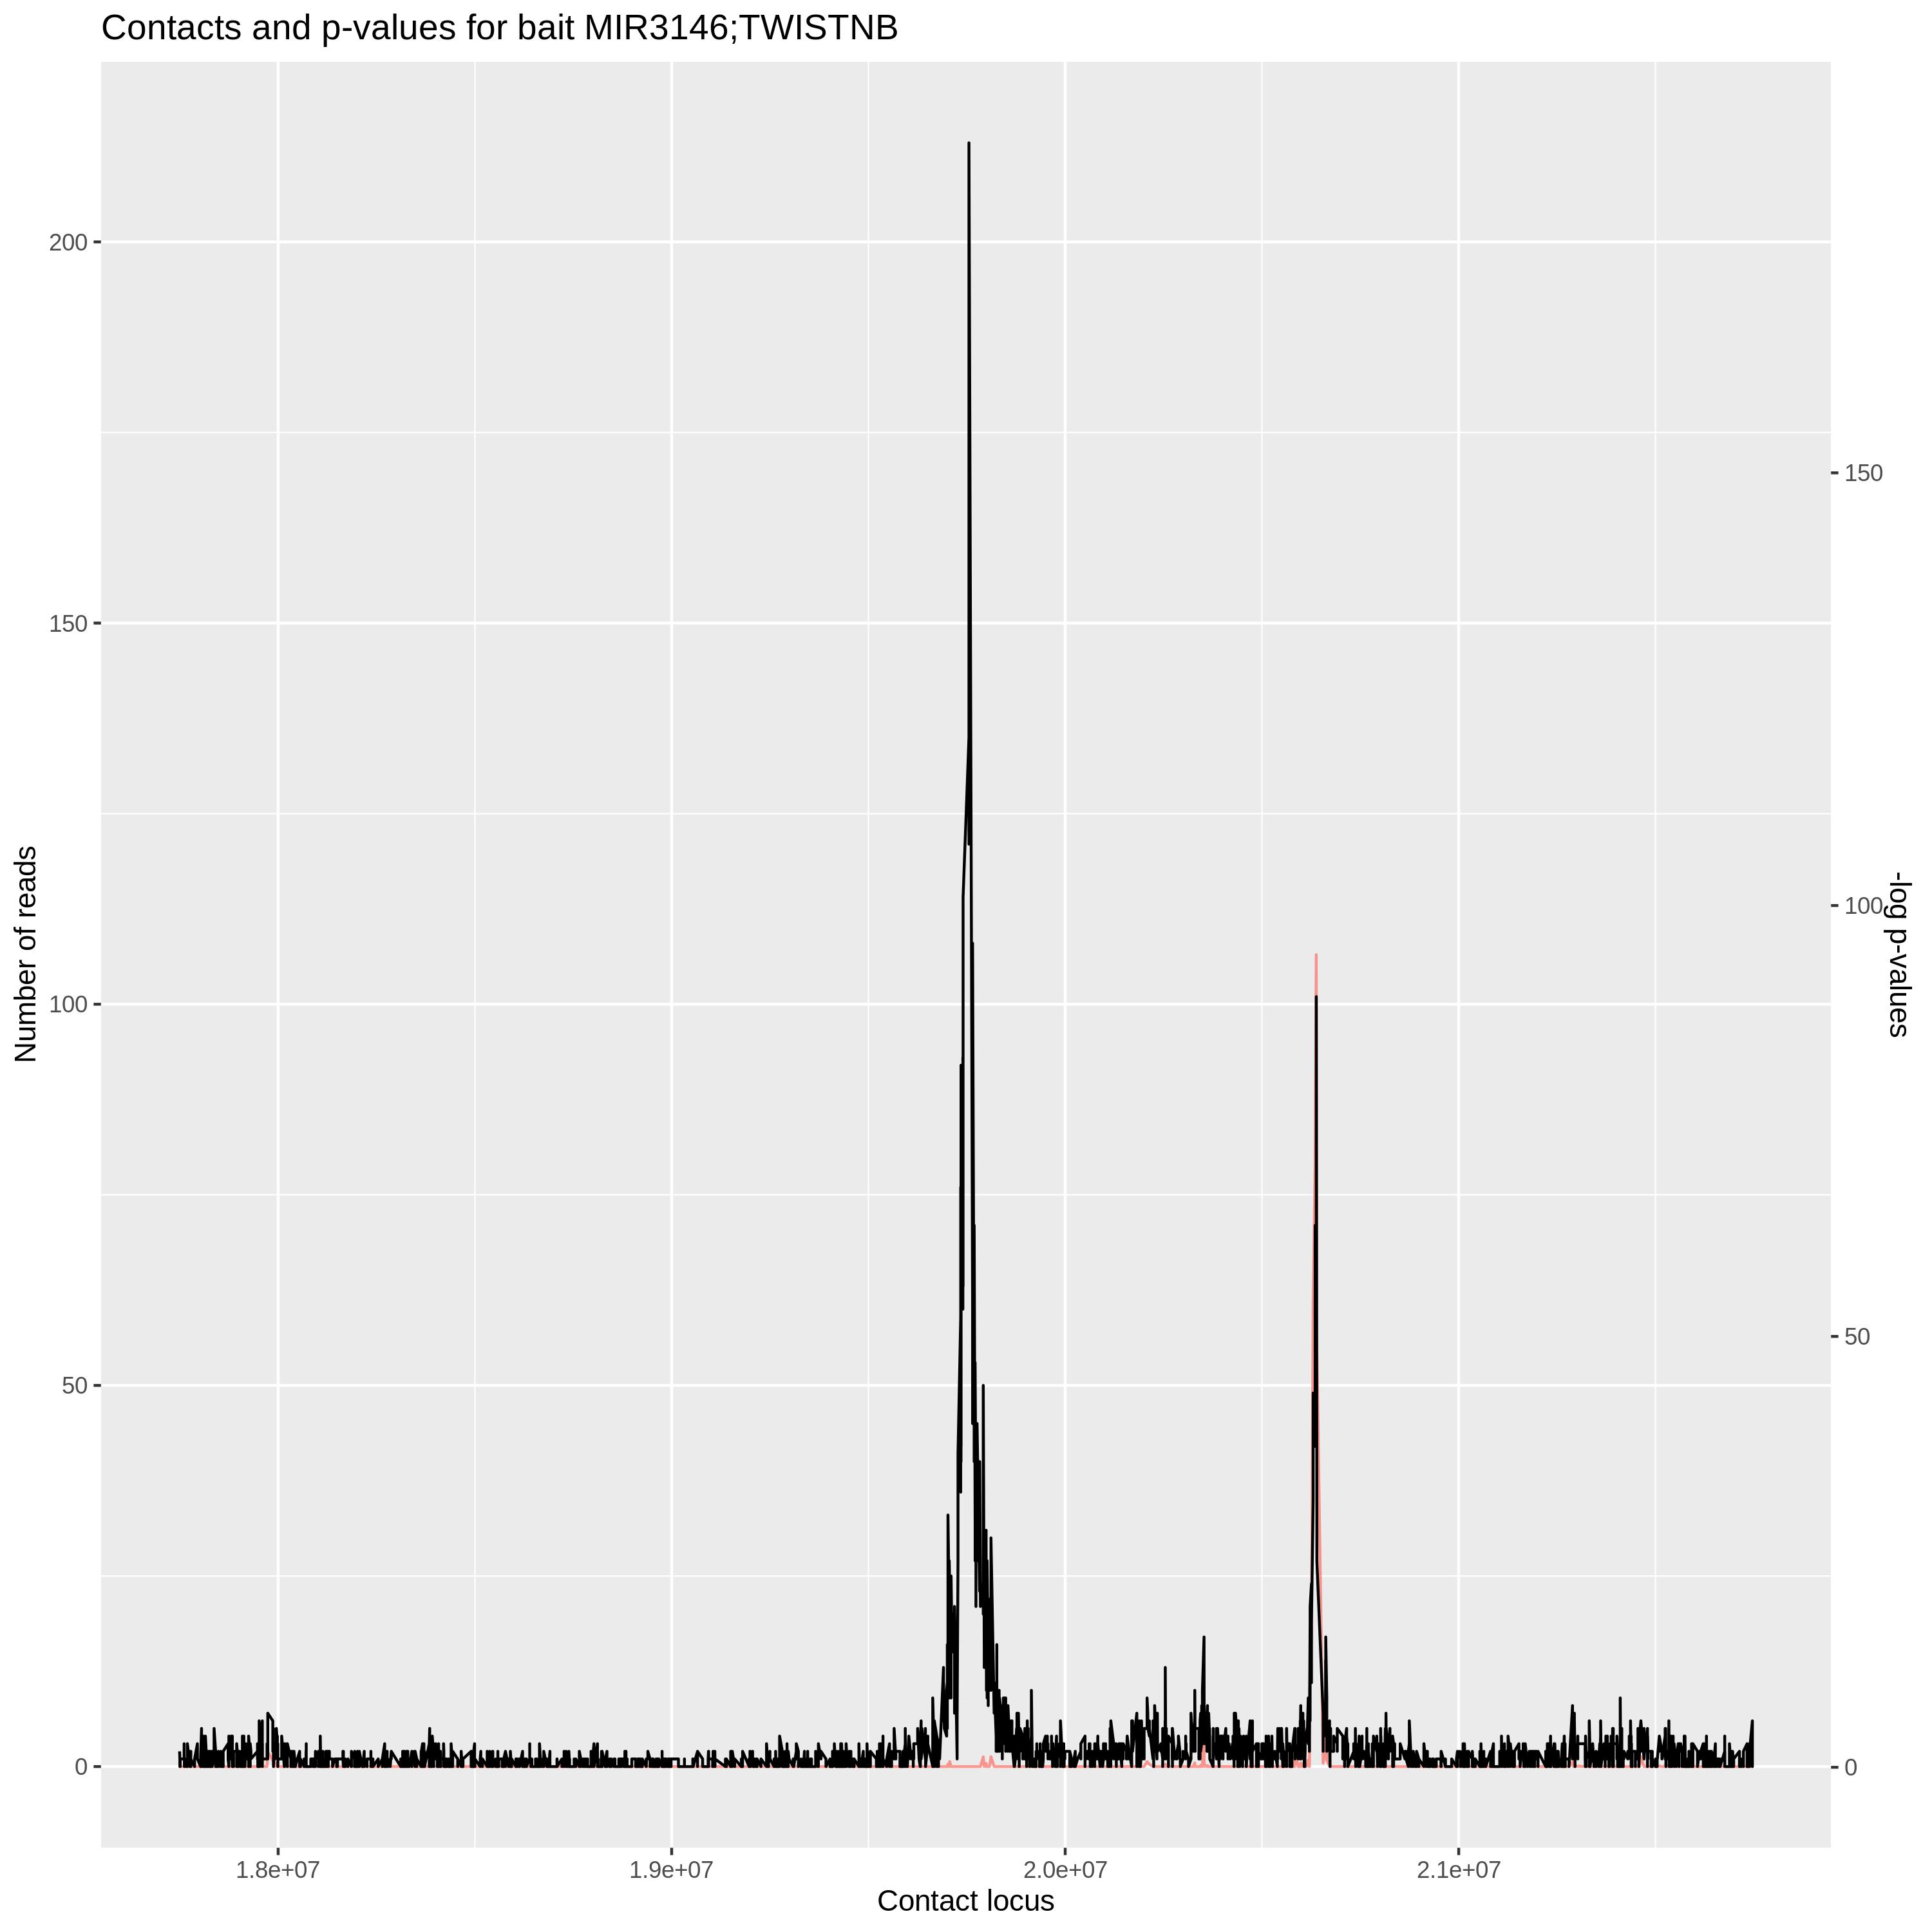 Contacts and p-values for bait MIR3146;TWISTNB
200
150
100
50
0
Number of reads
150
100
50
0
-log p-values
1.8e+07
1.9e+07
2.0e+07
2.1e+07
Contact locus